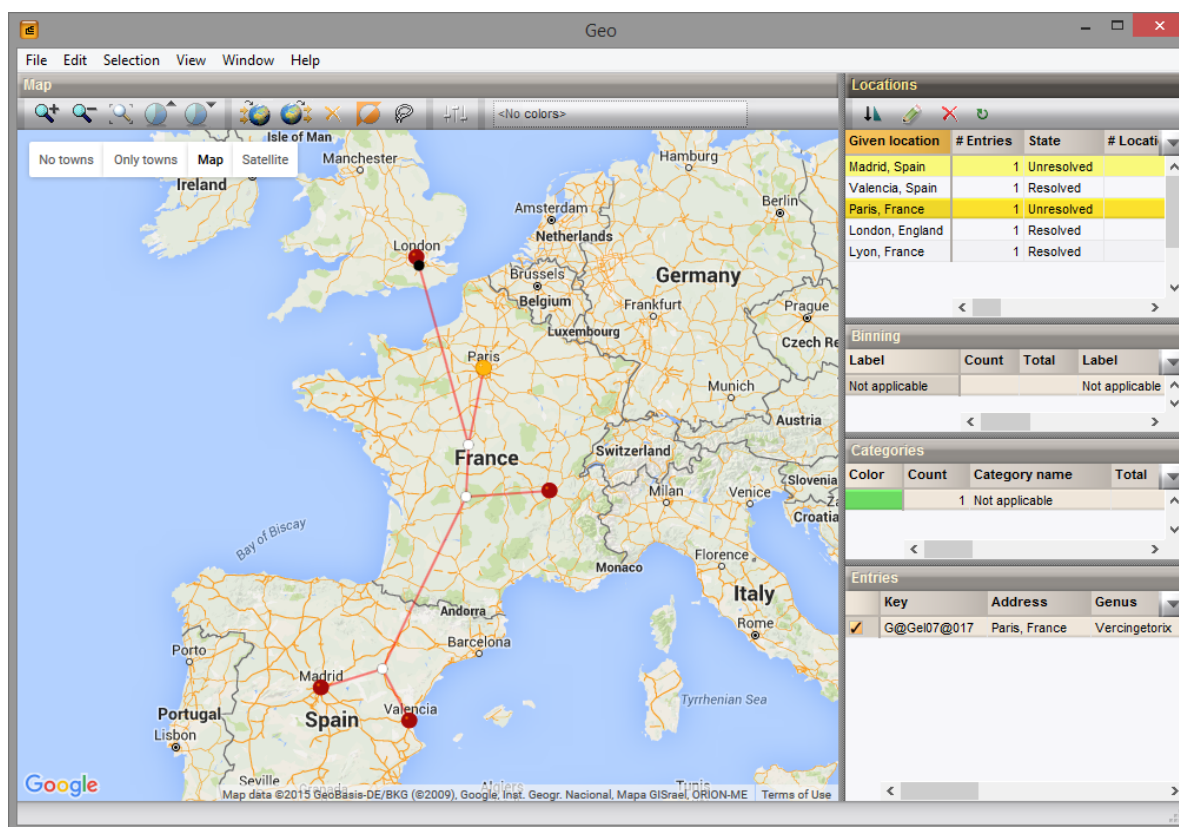 Geo
File Edit Selection View Window Help
Map
<No colors>
No towns Only towns Map Satellite
Isle of Man
Manchester
Ireland
Hamburg
Berlin
Amsterdam
Netherlands
London
Brussels
Belgium
Germany
Frankfurt
Prague
Luxembourg
Czech Re
Paris
Munich
Austria
France
Switzerland
Slovenia
Milan
Venice
Croatia
Bay of Biscay
Florence
Monaco
Italy
Andorra
Rome
Barcelona
Porto
Madrid
Tyrrhenian Sea
Portugal
Spain
Valencia
Lisbon
Seville
Granada
Algiers
Tunis
Google
Map data ©2015 GeoBasis-DE/BKG (©2009), Google, Inst. Geogr. Nacional, Mapa GISrael, ORION-ME Terms of Use
Locations
Given location # Entries State # Locati
Madrid, Spain 1 Unresolved
Valencia, Spain 1 Resolved
Paris, France 1 Unresolved
London, England 1 Resolved
Lyon, France 1 Resolved
Binning
Label Count Total Label
Not applicable Not applicable
Categories
Color Count Category name Total
1 Not applicable
Entries
Key Address Genus
G@Gel07@017 Paris, France Vercingetorix